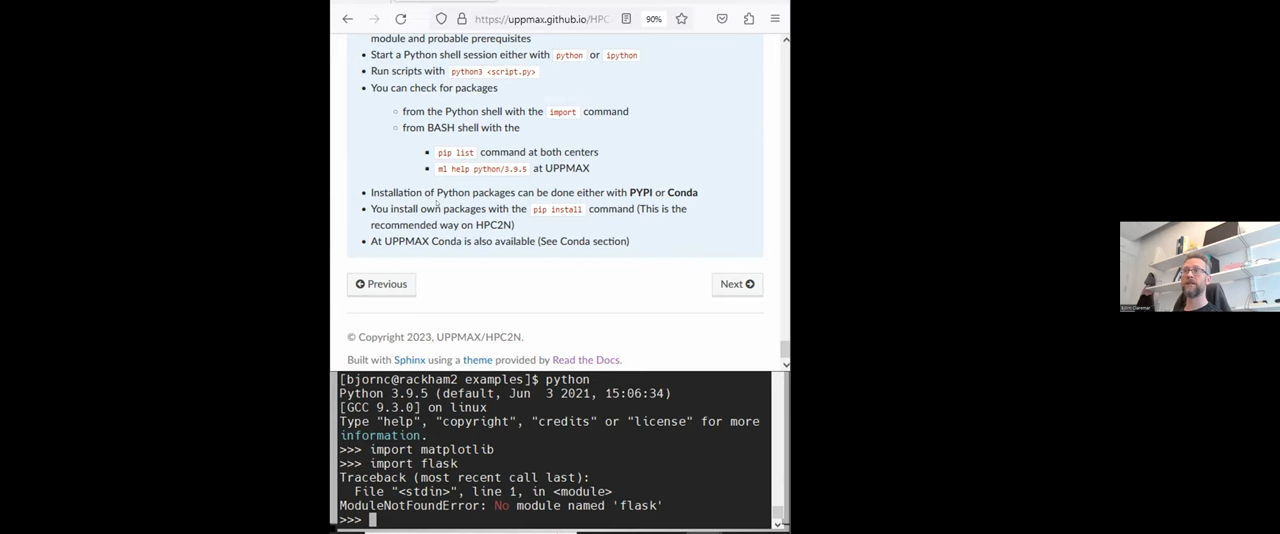 https://uppmax.github.io/HPC
90%
module and probable prerequisites
• Start a Python shell session either with python or ipython
• Run scripts with python3 <script.py>
• You can check for packages
◦ from the Python shell with the import command
◦ from BASH shell with the
▪ pip list command at both centers
▪ ml help python/3.9.5 at UPPMAX
• Installation of Python packages can be done either with PYPI or Conda
• You install own packages with the pip install command (This is the
recommended way on HPC2N)
• At UPPMAX Conda is also available (See Conda section)
Previous
Next
© Copyright 2023, UPPMAX/HPC2N.
Built with Sphinx using a theme provided by Read the Docs.
[bjornc@rackham2 examples]$ python
Python 3.9.5 (default, Jun  3 2021, 15:06:34)
[GCC 9.3.0] on linux
Type "help", "copyright", "credits" or "license" for more
information.
>>> import matplotlib
>>> import flask
Traceback (most recent call last):
  File "<stdin>", line 1, in <module>
ModuleNotFoundError: No module named 'flask'
>>>